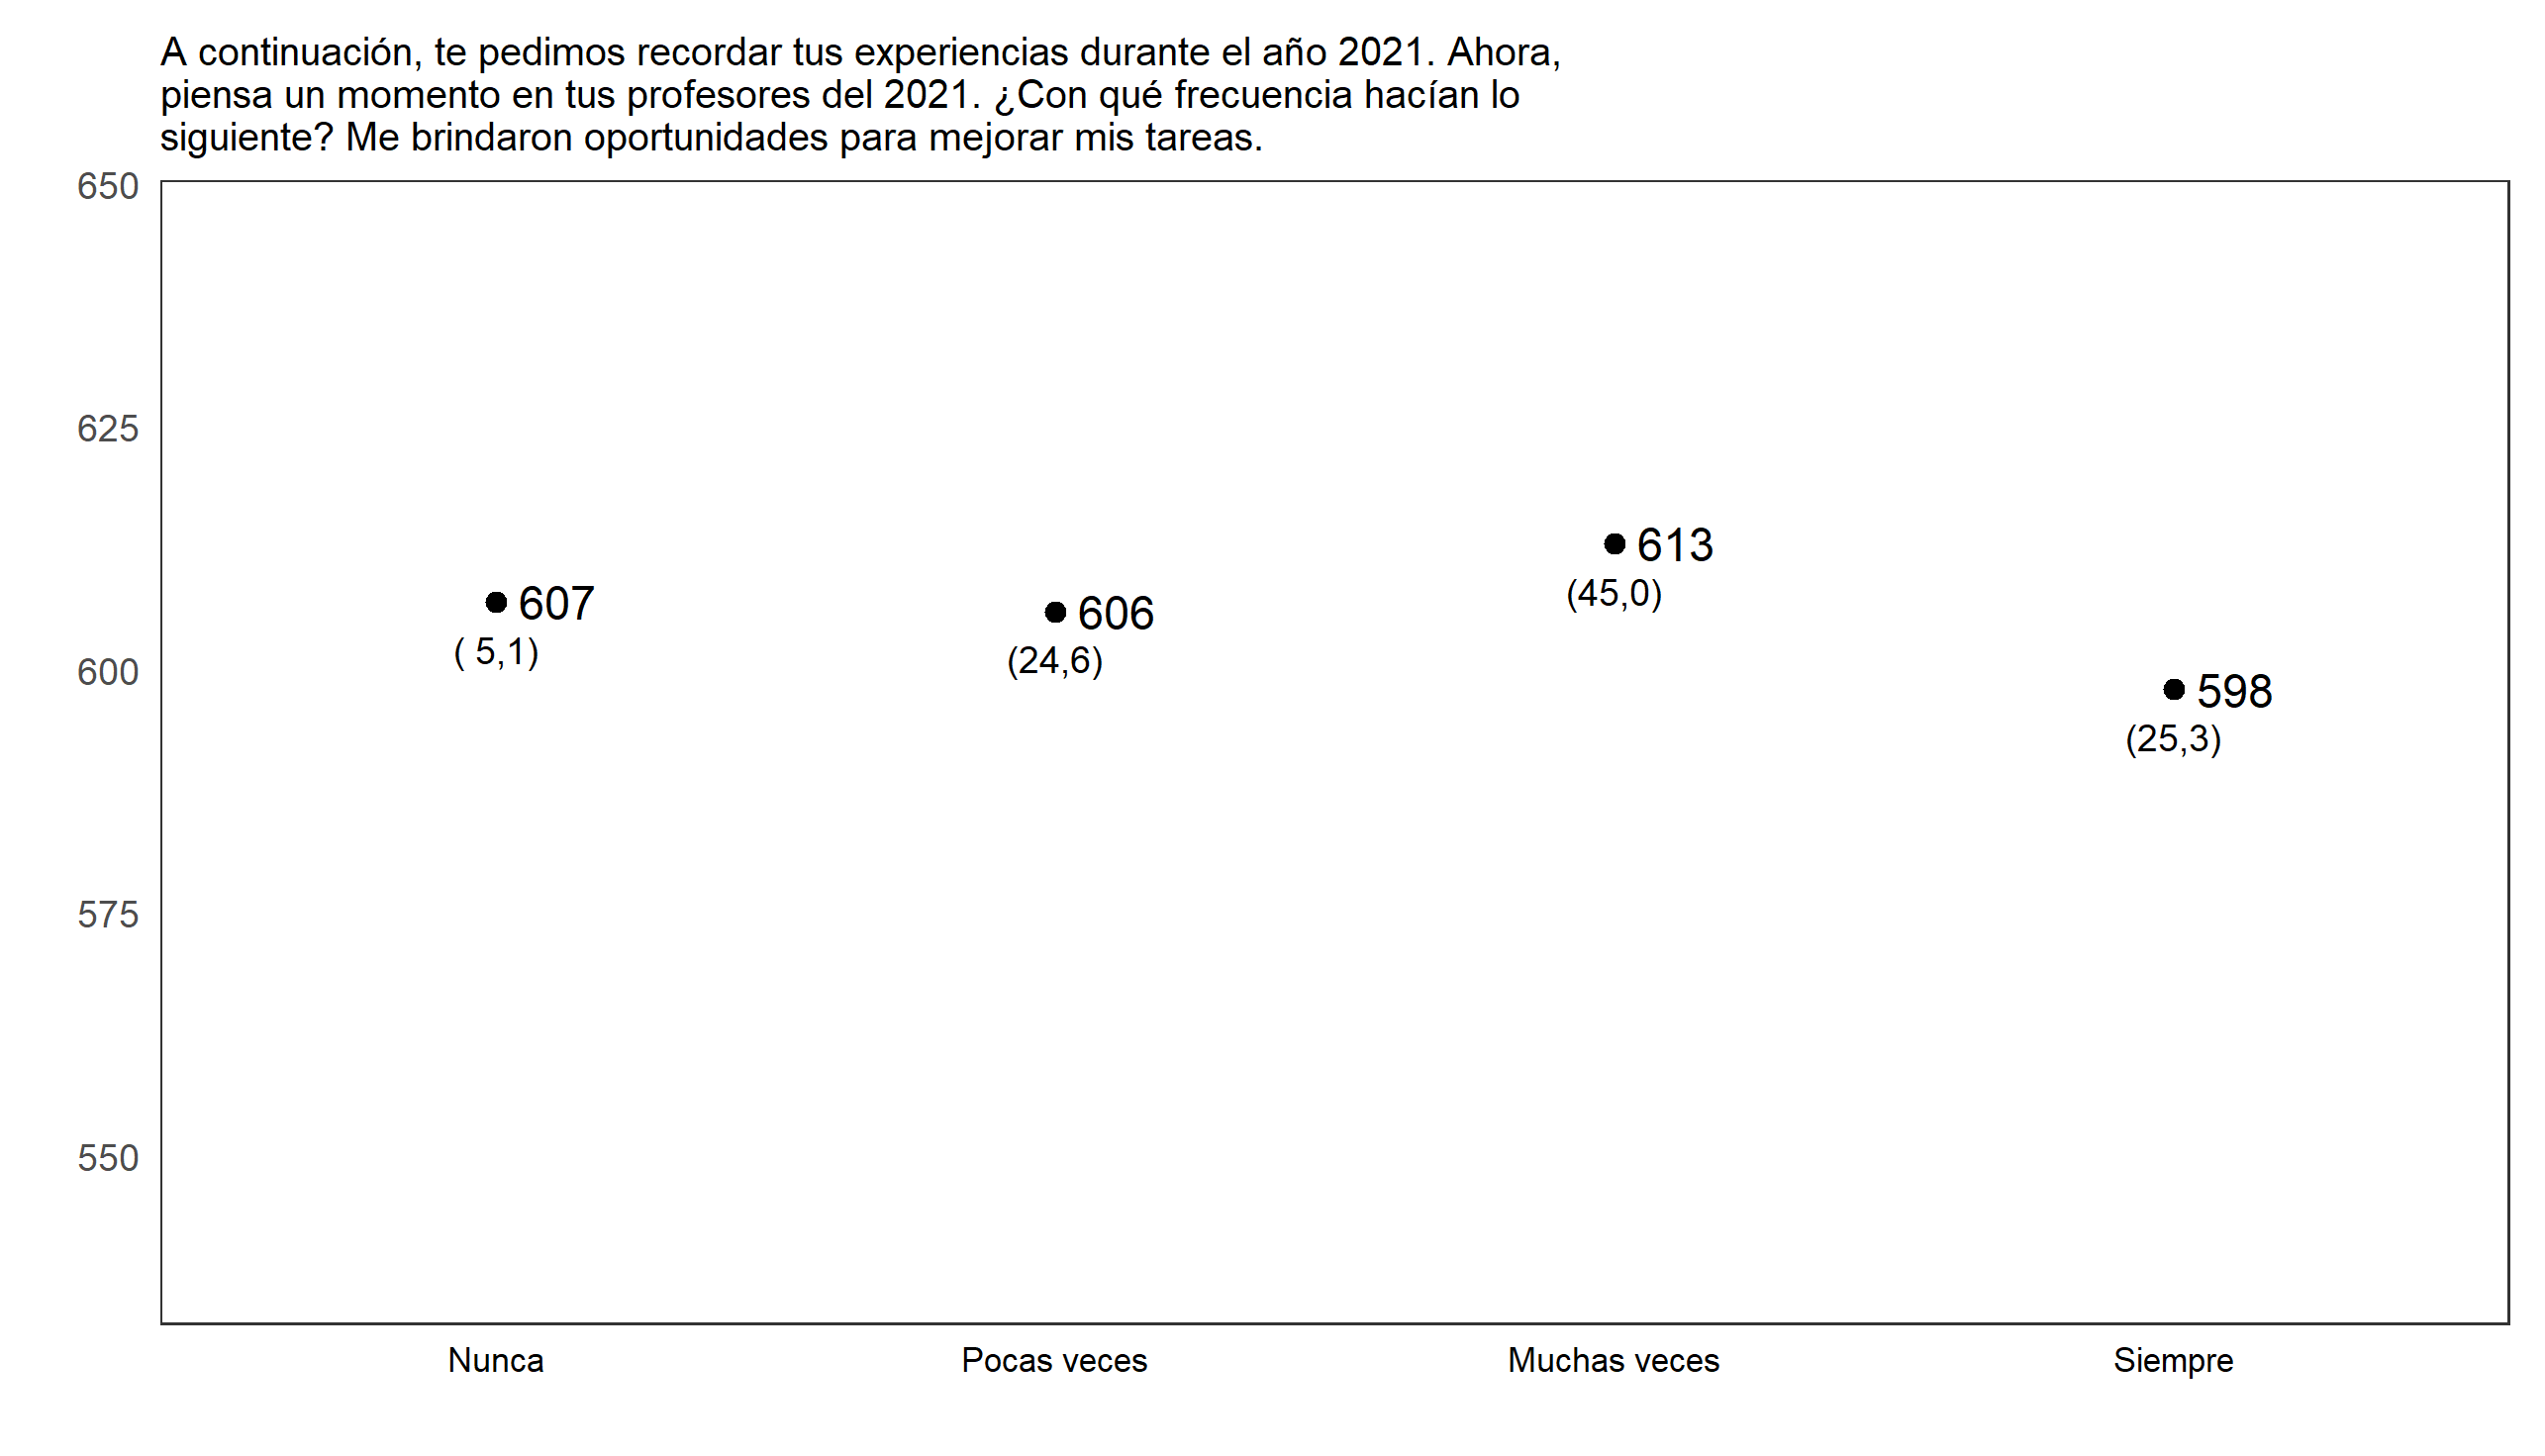 A continuación, te pedimos recordar tus experiencias durante el año 2021. Ahora,
piensa un momento en tus profesores del 2021. ¿Con qué frecuencia hacían lo
siguiente? Me brindaron oportunidades para mejorar mis tareas.
650
625
613
(45,0)
607
( 5,1)
606
(24,6)
600
598
(25,3)
575
550
Nunca
Pocas veces
Muchas veces
Siempre